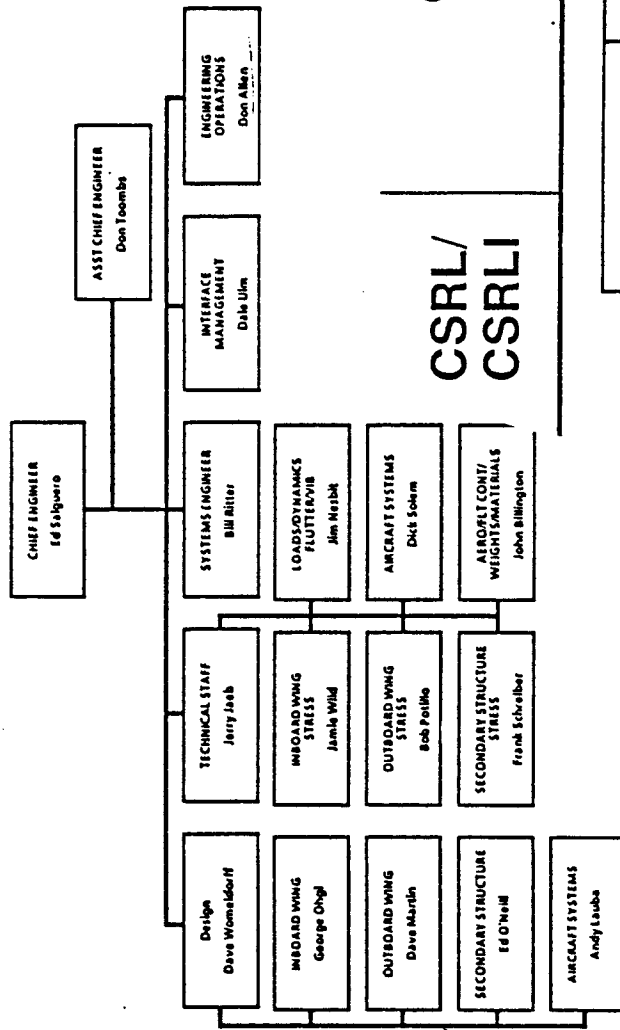 CHIEF ENGINEER
Ed Salguero
ASST CHIEF ENGINEER
Don Toombs
Design
Dave Womeldorff
TECHNICAL STAFF
Jerry Jaeb
SYSTEMS ENGINEER
Bill Ritter
INTERFACE
MANAGEMENT
Dale Ulm
ENGINEERING
OPERATIONS
Don Allen
INBOARD WING
George Ohgi
INBOARD WING
STRESS
Jamie Wild
LOADS/DYNAMICS
FLUTTER/VIB
Jim Nesbit
OUTBOARD WING
Dave Martin
OUTBOARD WING
STRESS
Bob Potillo
AIRCRAFT SYSTEMS
Dick Solem
SECONDARY STRUCTURE
Ed O'Neill
SECONDARY STRUCTURE
STRESS
Frank Schreiber
AERO/FLT CONT/
WEIGHTS/MATERIALS
John Billington
AIRCRAFT SYSTEMS
Andy Lauba
CSRL/
CSRLI